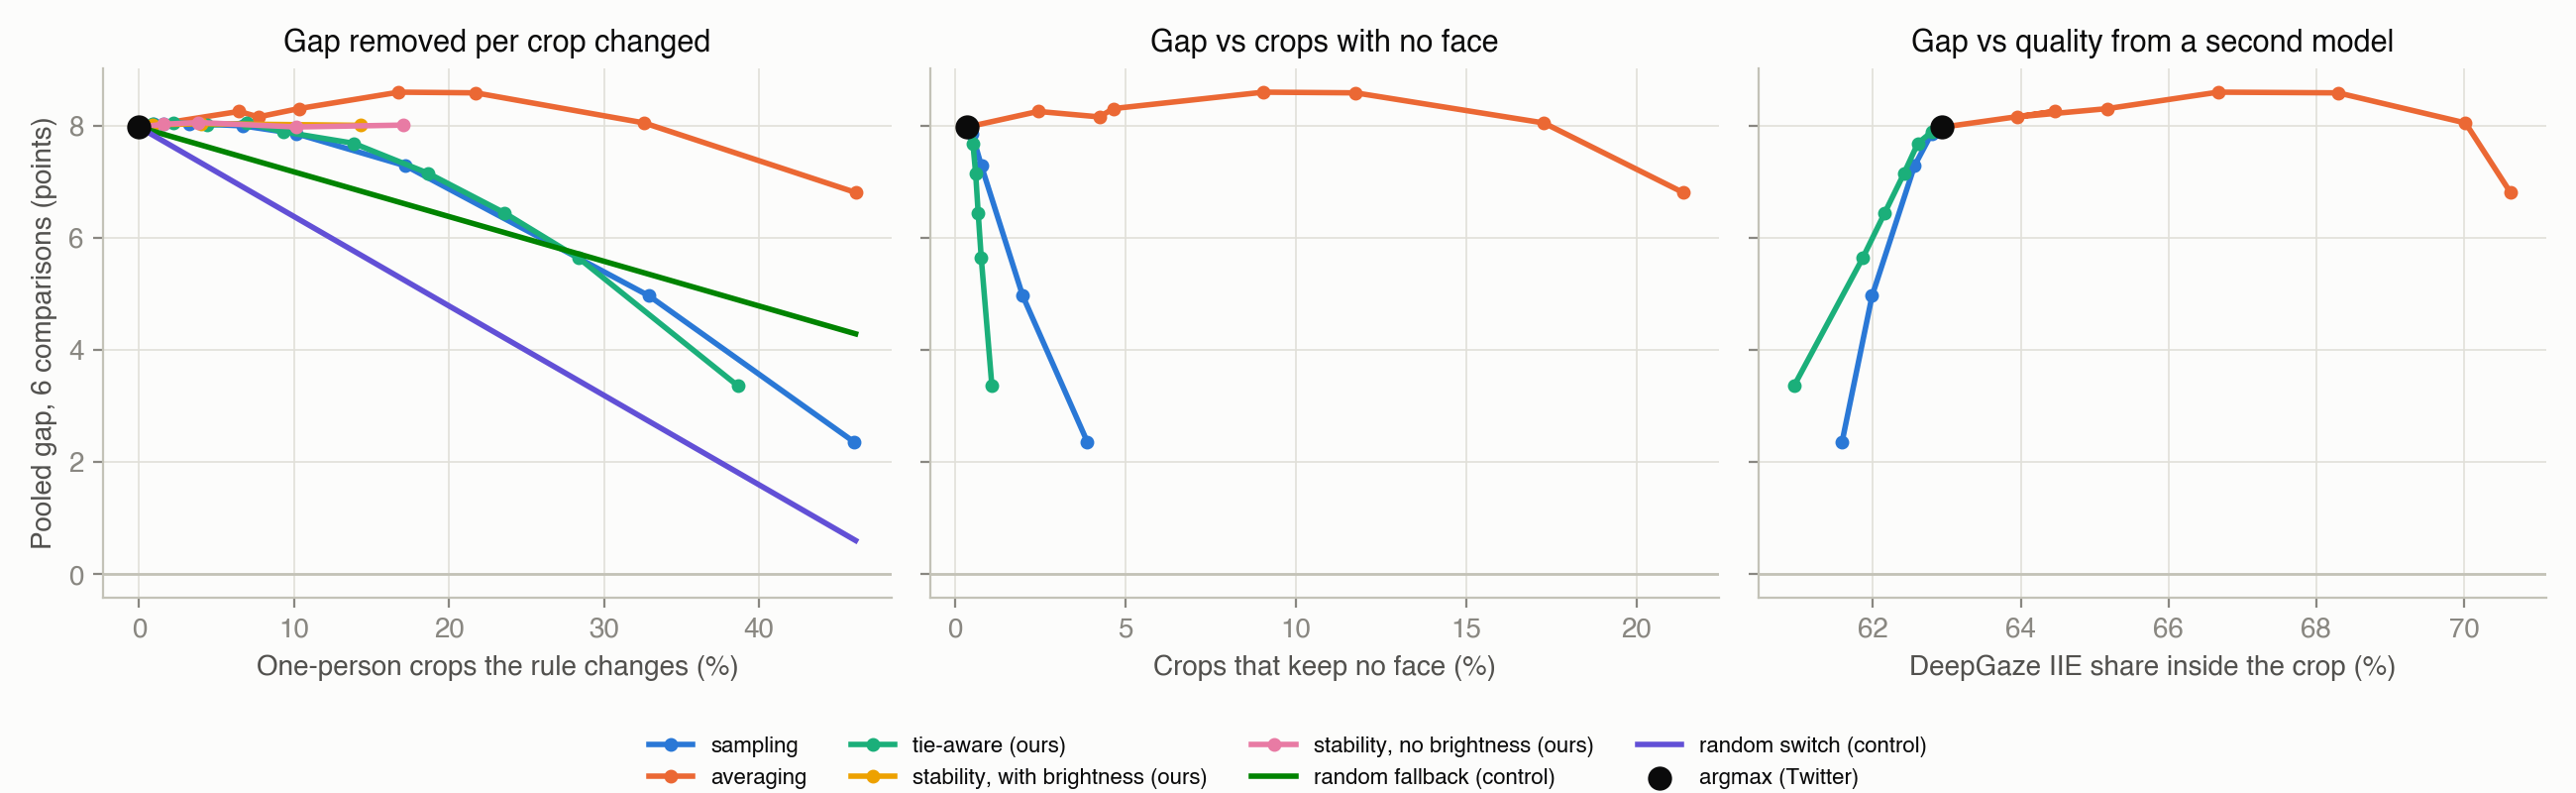 Gap removed per crop changed
Gap vs crops with no face
Gap vs quality from a second model
Pooled gap, 6 comparisons (points)
8
6
4
2
0
0 10 20 30 40
0 5 10 15 20
62 64 66 68 70
One-person crops the rule changes (%)
Crops that keep no face (%)
DeepGaze IIE share inside the crop (%)
sampling
averaging
tie-aware (ours)
stability, with brightness (ours)
stability, no brightness (ours)
random fallback (control)
random switch (control)
argmax (Twitter)